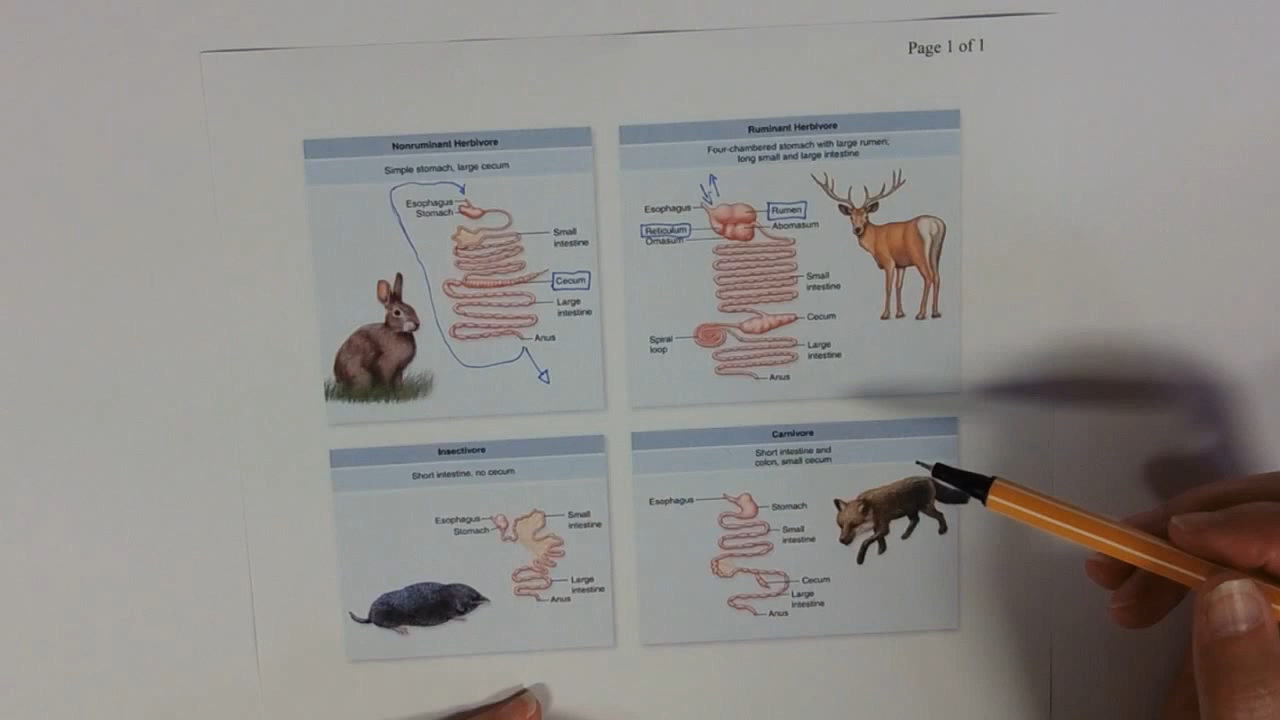 Page 1 of 1
Nonruminant Herbivore
Simple stomach, large cecum
Esophagus
Stomach
Small
intestine
Cecum
Large
intestine
Anus
Ruminant Herbivore
Four-chambered stomach with large rumen;
long small and large intestine
Esophagus
Rumen
Reticulum
Abomasum
Omasum
Small
intestine
Cecum
Spiral
loop
Large
intestine
Anus
Insectivore
Short intestine, no cecum
Esophagus
Stomach
Small
intestine
Large
intestine
Anus
Carnivore
Short intestine and
colon, small cecum
Esophagus
Stomach
Small
intestine
Cecum
Large
intestine
Anus